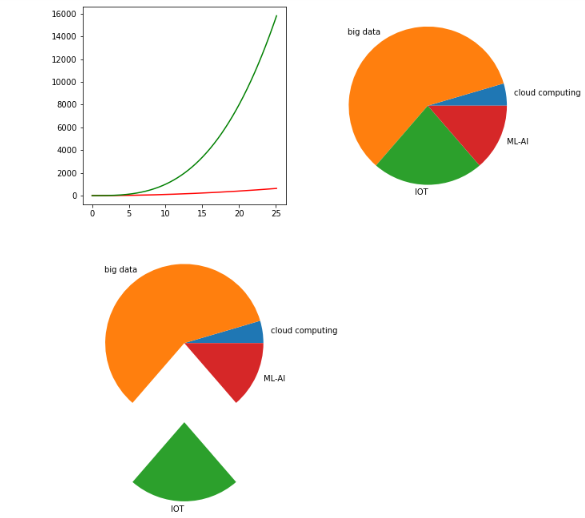 16000
14000
12000
10000
8000
6000
4000
2000
0
0 5 10 15 20 25
big data
cloud computing
ML-AI
IOT
big data
cloud computing
ML-AI
IOT